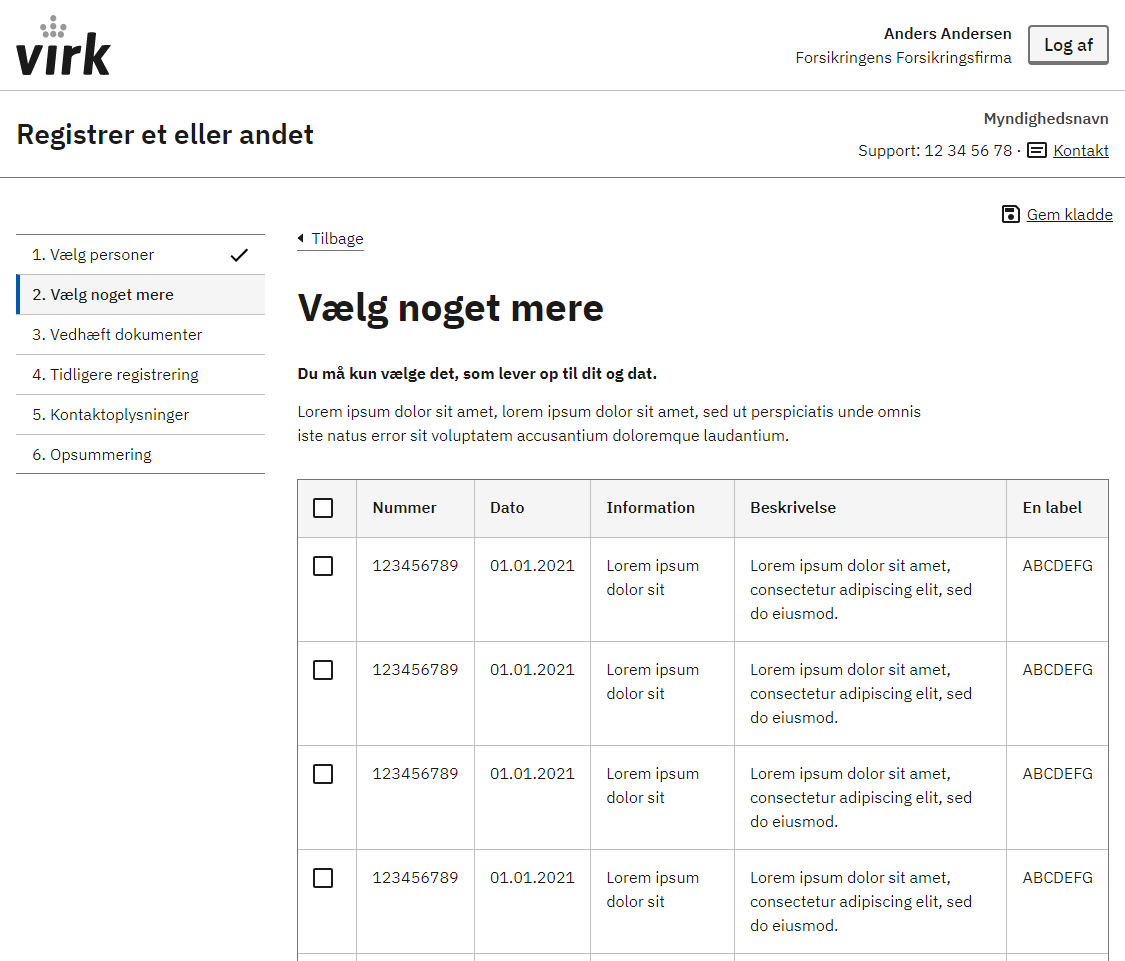 virk
Anders Andersen
Forsikringens Forsikringsfirma
Log af
Registrer et eller andet
Myndighedsnavn
Support: 12 34 56 78 · Kontakt
Gem kladde
1. Vælg personer
2. Vælg noget mere
3. Vedhæft dokumenter
4. Tidligere registrering
5. Kontaktoplysninger
6. Opsummering
Tilbage
Vælg noget mere
Du må kun vælge det, som lever op til dit og dat.
Lorem ipsum dolor sit amet, lorem ipsum dolor sit amet, sed ut perspiciatis unde omnis
iste natus error sit voluptatem accusantium doloremque laudantium.
Nummer Dato Information Beskrivelse En label
123456789 01.01.2021 Lorem ipsum Lorem ipsum dolor sit amet, ABCDEFG
dolor sit consectetur adipiscing elit, sed
do eiusmod.
123456789 01.01.2021 Lorem ipsum Lorem ipsum dolor sit amet, ABCDEFG
dolor sit consectetur adipiscing elit, sed
do eiusmod.
123456789 01.01.2021 Lorem ipsum Lorem ipsum dolor sit amet, ABCDEFG
dolor sit consectetur adipiscing elit, sed
do eiusmod.
123456789 01.01.2021 Lorem ipsum Lorem ipsum dolor sit amet, ABCDEFG
dolor sit consectetur adipiscing elit, sed
do eiusmod.